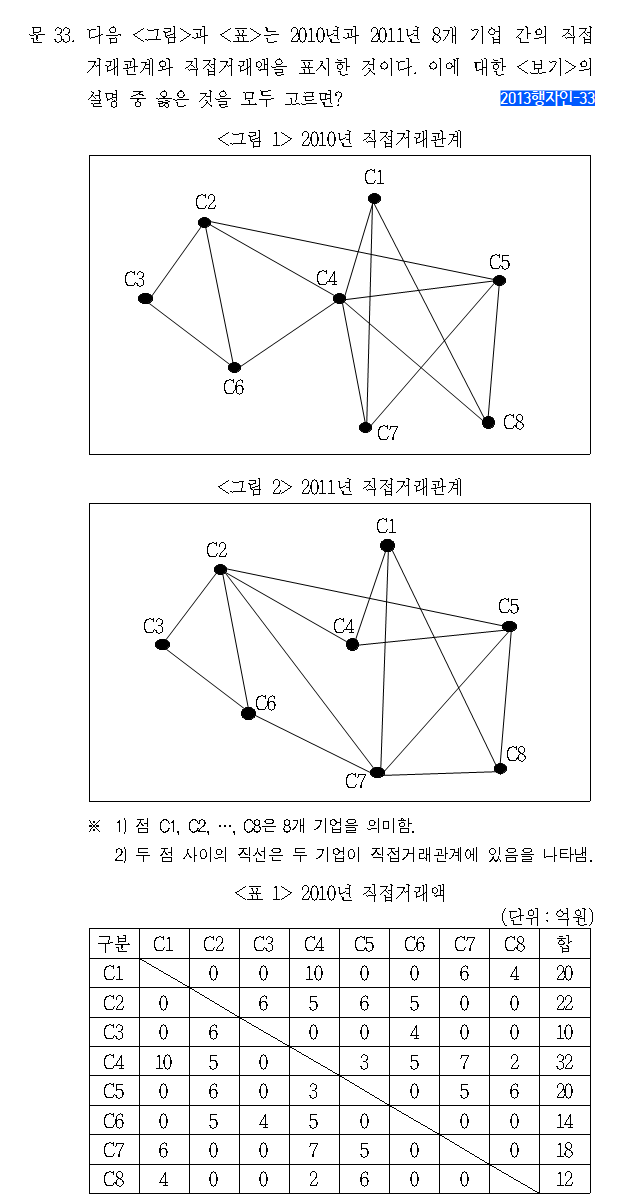 문 33. 다음 <그림>과 <표>는 2010년과 2011년 8개 기업 간의 직접
거래관계와 직접거래액을 표시한 것이다. 이에 대한 <보기>의
설명 중 옳은 것을 모두 고르면?
2013행자인-33
<그림 1> 2010년 직접거래관계
C1
C2
C5
C3
C4
C6
C7
C8
<그림 2> 2011년 직접거래관계
C1
C2
C5
C3
C4
C6
C8
C7
※ 1) 점 C1, C2, …, C8은 8개 기업을 의미함.
2) 두 점 사이의 직선은 두 기업이 직접거래관계에 있음을 나타냄.
<표 1> 2010년 직접거래액
(단위 : 억원)
구분 C1 C2 C3 C4 C5 C6 C7 C8 합
C1 0 0 10 0 0 6 4 20
C2 0 6 5 6 5 0 0 22
C3 0 6 0 0 4 0 0 10
C4 10 5 0 3 5 7 2 32
C5 0 6 0 3 0 5 6 20
C6 0 5 4 5 0 0 0 14
C7 6 0 0 7 5 0 0 18
C8 4 0 0 2 6 0 0 12